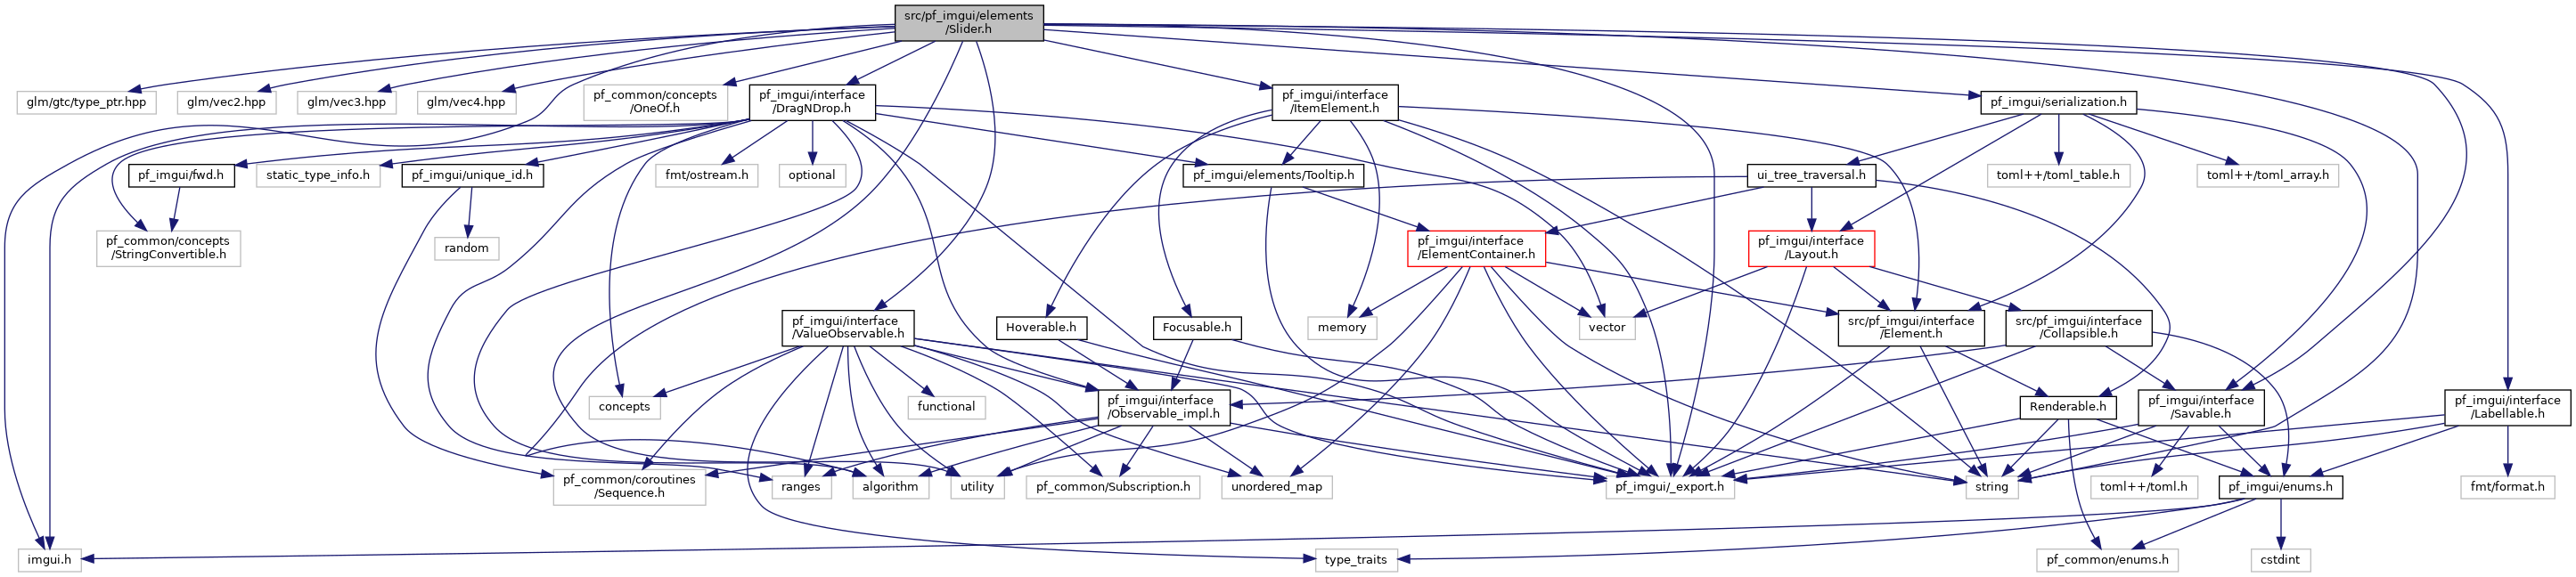 src/pf_imgui/elements
/Slider.h
glm/gtc/type_ptr.hpp
glm/vec2.hpp
glm/vec3.hpp
glm/vec4.hpp
pf_common/concepts
/OneOf.h
pf_imgui/interface
/DragNDrop.h
pf_imgui/interface
/ItemElement.h
pf_imgui/serialization.h
pf_imgui/fwd.h
static_type_info.h
pf_imgui/unique_id.h
fmt/ostream.h
optional
pf_imgui/elements/Tooltip.h
ui_tree_traversal.h
toml++/toml_table.h
toml++/toml_array.h
pf_common/concepts
/StringConvertible.h
random
pf_imgui/interface
/ElementContainer.h
pf_imgui/interface
/Layout.h
pf_imgui/interface
/ValueObservable.h
Hoverable.h
Focusable.h
memory
vector
src/pf_imgui/interface
/Element.h
src/pf_imgui/interface
/Collapsible.h
concepts
functional
pf_imgui/interface
/Observable_impl.h
Renderable.h
pf_imgui/interface
/Savable.h
pf_imgui/interface
/Labellable.h
pf_common/coroutines
/Sequence.h
ranges
algorithm
utility
pf_common/Subscription.h
unordered_map
pf_imgui/_export.h
string
toml++/toml.h
pf_imgui/enums.h
fmt/format.h
imgui.h
type_traits
pf_common/enums.h
cstdint